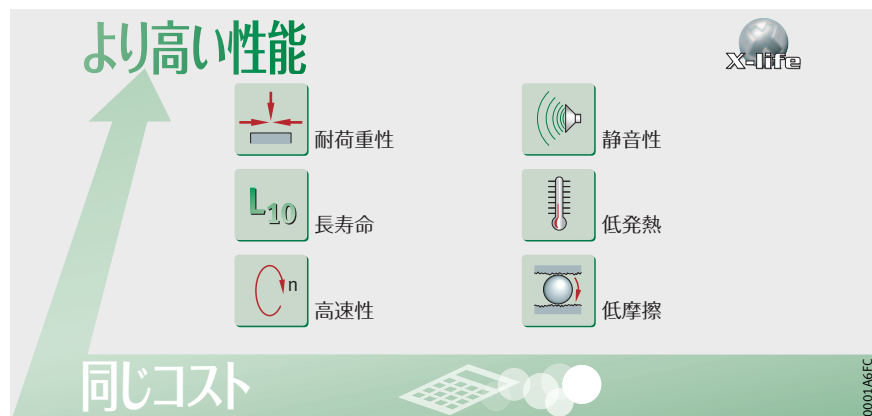 より高い性能
X-life
耐荷重性
静音性
L10
長寿命
低発熱
n
高速性
低摩擦
同じコスト
0001A6FC